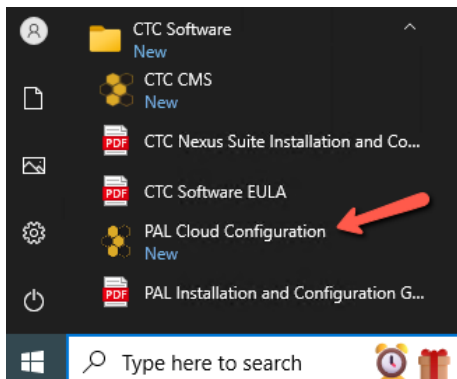 CTC Software
New
CTC CMS
New
PDF CTC Nexus Suite Installation and Co...
PDF CTC Software EULA
PAL Cloud Configuration
New
PDF PAL Installation and Configuration G...
Type here to search